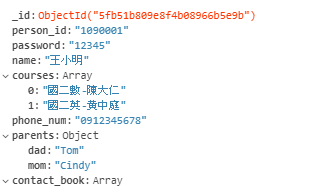 _id: ObjectId("5fb51b809e8f4b08966b5e9b")
person_id: "1090001"
password: "12345"
name: "王小明"
courses: Array
0: "國二數-陳大仁"
1: "國二英-黄中庭"
phone_num: "0912345678"
parents: Object
dad: "Tom"
mom: "Cindy"
contact_book: Array